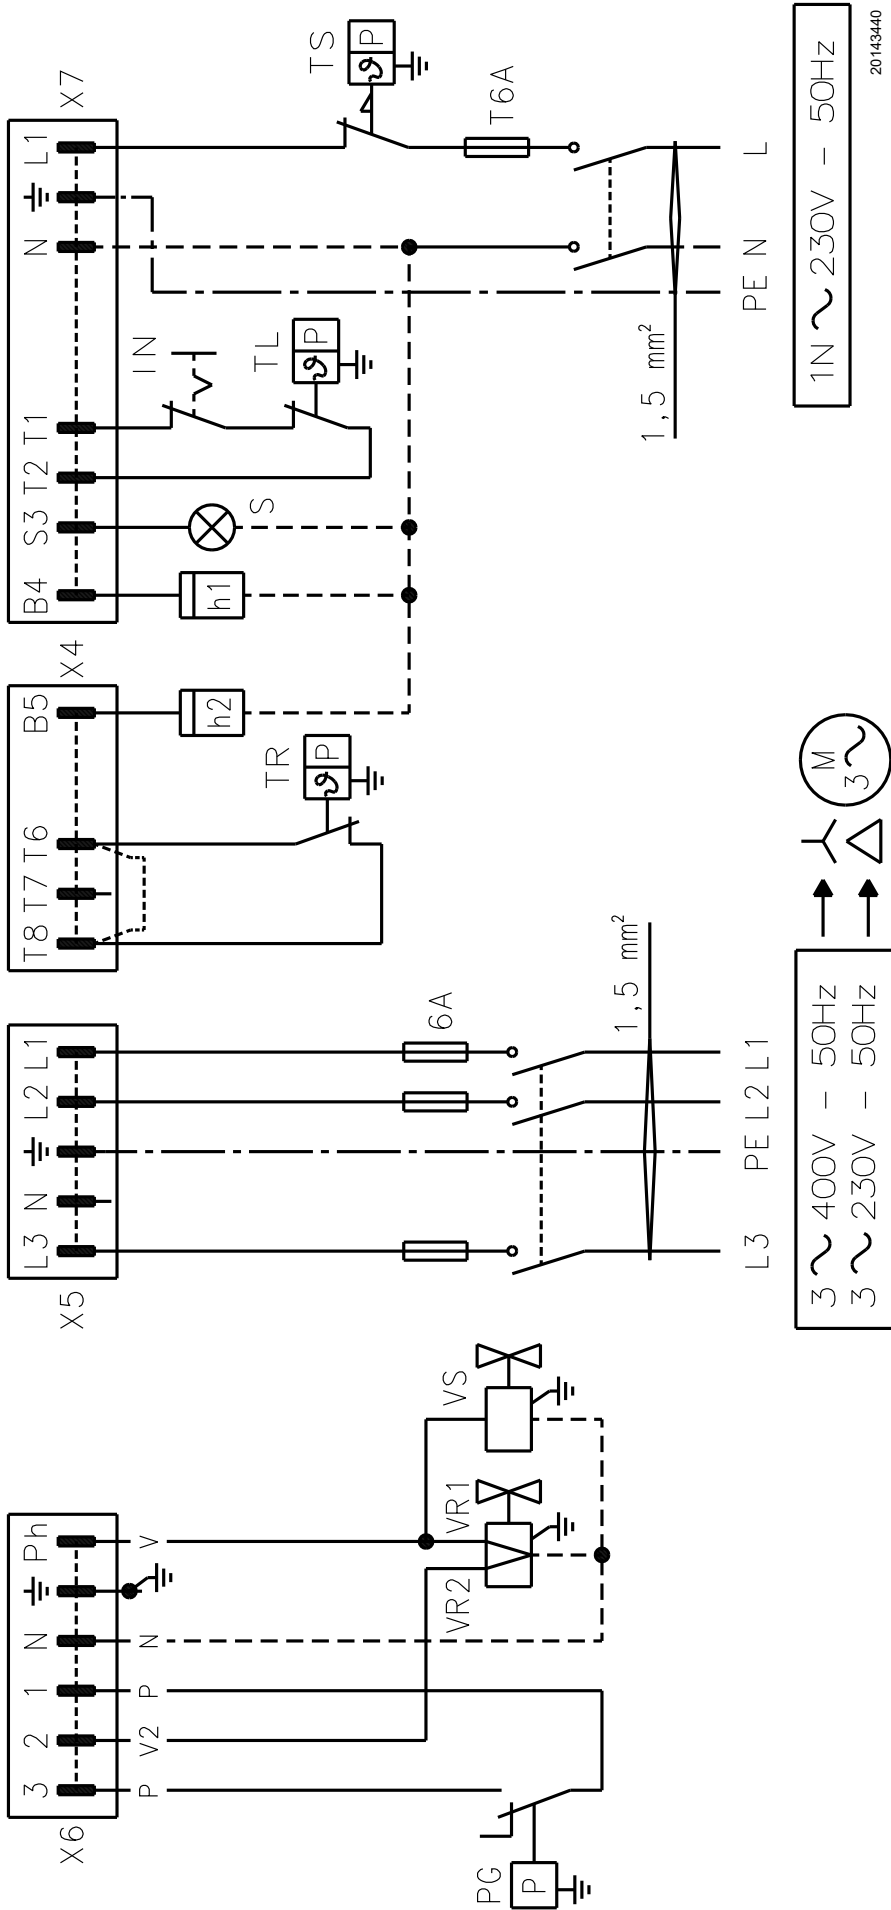 X7
L1
N
T1
T2
S3
B4
TS
P
T6A
IN
TL
P
S
h1
L
N
PE
1,5 mm²
1N ~ 230V - 50Hz
20143440
X4
B5
T6
T7
T8
h2
TR
P
L1
L2
N
L3
X5
6A
1,5 mm²
L1
L2
PE
L3
M
3~
3 ~ 400V - 50Hz
3 ~ 230V - 50Hz
Ph
N
1
2
3
X6
V
N
P
V2
P
VS
VR1
VR2
PG
P